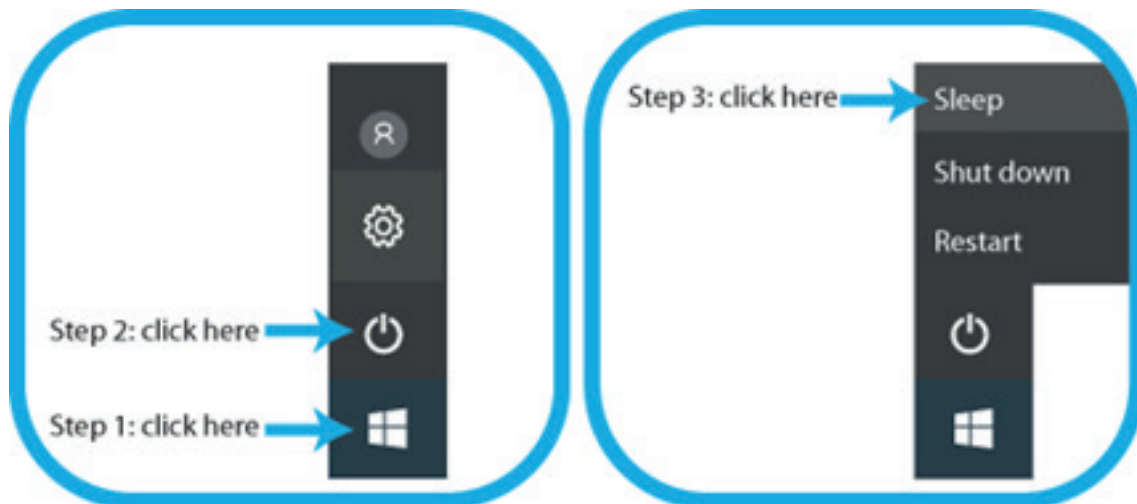 Step 2: click here
Step 1: click here
Step 3: click here
Sleep
Shut down
Restart